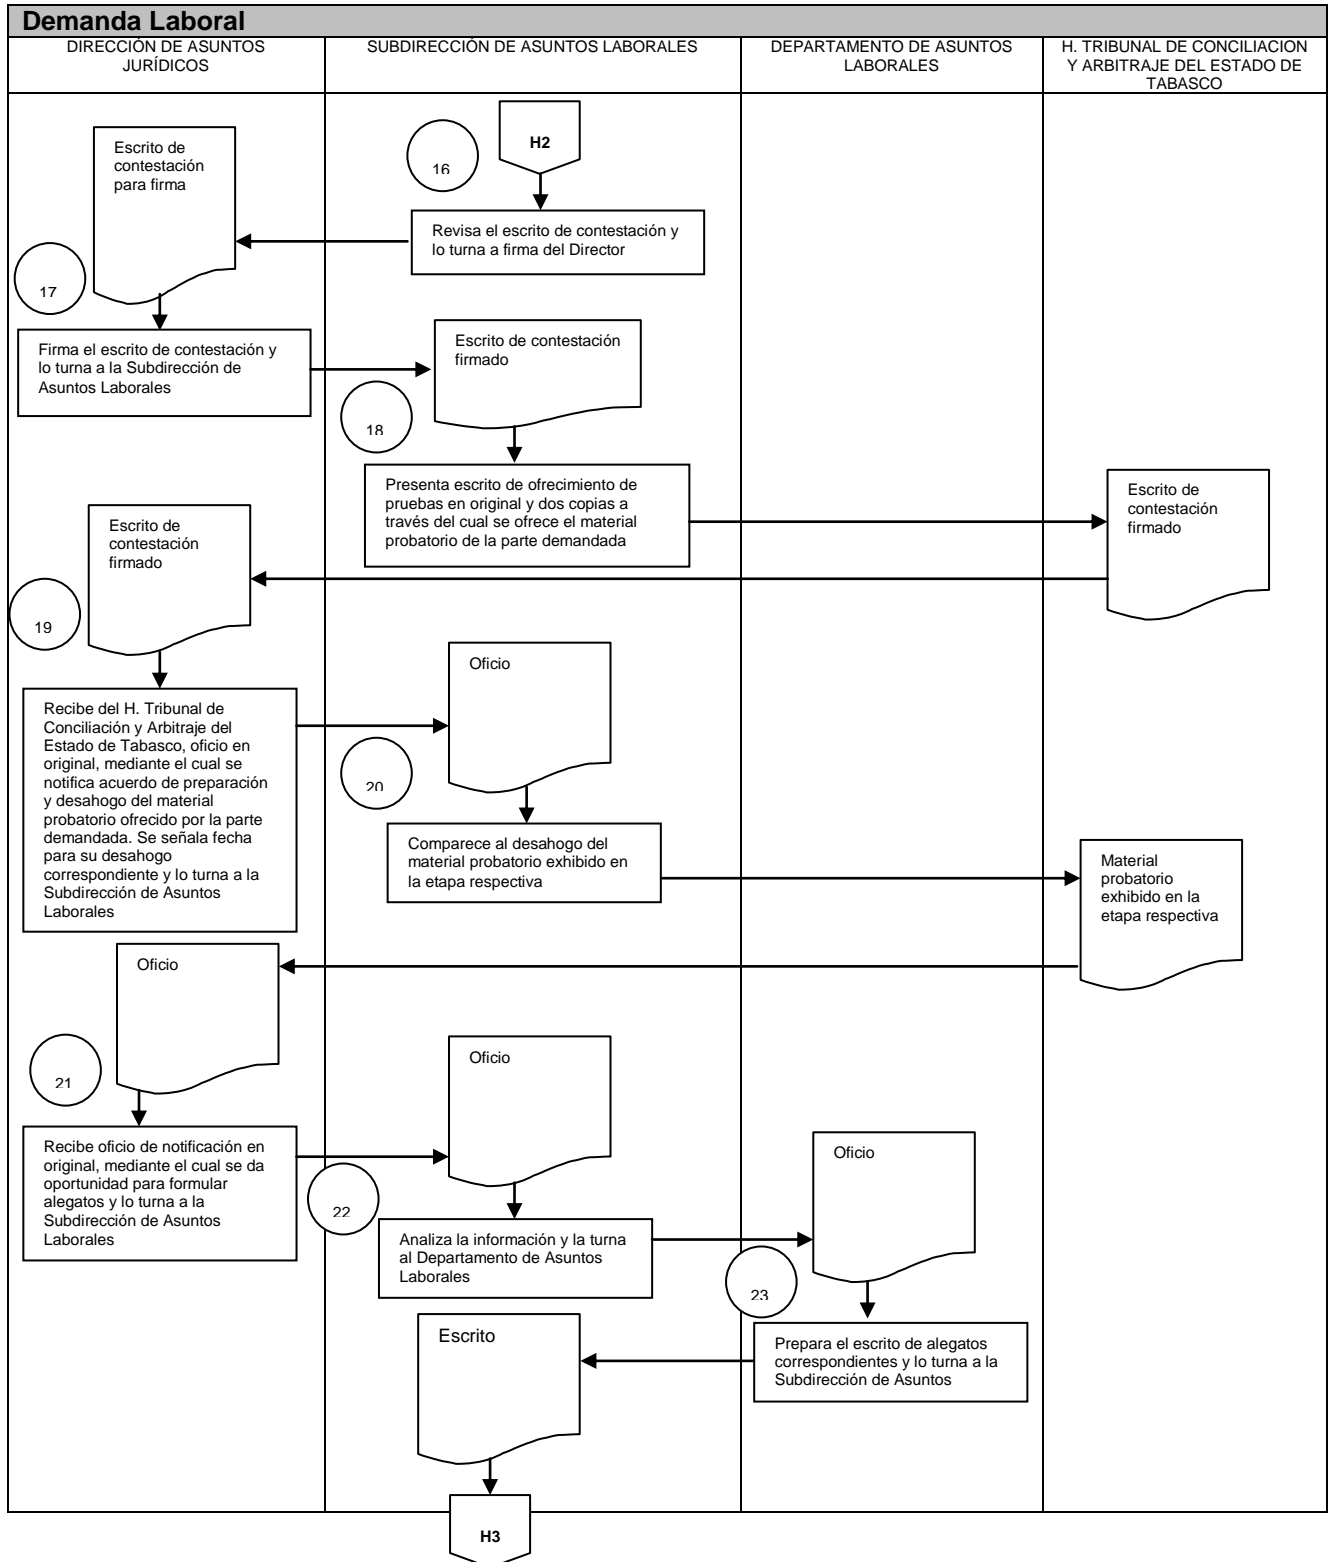 Demanda Laboral
DIRECCIÓN DE ASUNTOS
JURÍDICOS
SUBDIRECCIÓN DE ASUNTOS LABORALES
DEPARTAMENTO DE ASUNTOS
LABORALES
H. TRIBUNAL DE CONCILIACION
Y ARBITRAJE DEL ESTADO DE
TABASCO
H2
16
Revisa el escrito de contestación y
lo turna a firma del Director
Escrito de
contestación
para firma
17
Firma el escrito de contestación y
lo turna a la Subdirección de
Asuntos Laborales
Escrito de contestación
firmado
18
Presenta escrito de ofrecimiento de
pruebas en original y dos copias a
través del cual se ofrece el material
probatorio de la parte demandada
Escrito de
contestación
firmado
Escrito de
contestación
firmado
19
Recibe del H. Tribunal de
Conciliación y Arbitraje del
Estado de Tabasco, oficio en
original, mediante el cual se
notifica acuerdo de preparación
y desahogo del material
probatorio ofrecido por la parte
demandada. Se señala fecha
para su desahogo
correspondiente y lo turna a la
Subdirección de Asuntos
Laborales
Oficio
20
Comparece al desahogo del
material probatorio exhibido en
la etapa respectiva
Material
probatorio
exhibido en la
etapa respectiva
Oficio
21
Recibe oficio de notificación en
original, mediante el cual se da
oportunidad para formular
alegatos y lo turna a la
Subdirección de Asuntos
Laborales
Oficio
22
Analiza la información y la turna
al Departamento de Asuntos
Laborales
Oficio
23
Prepara el escrito de alegatos
correspondientes y lo turna a la
Subdirección de Asuntos
Escrito
H3